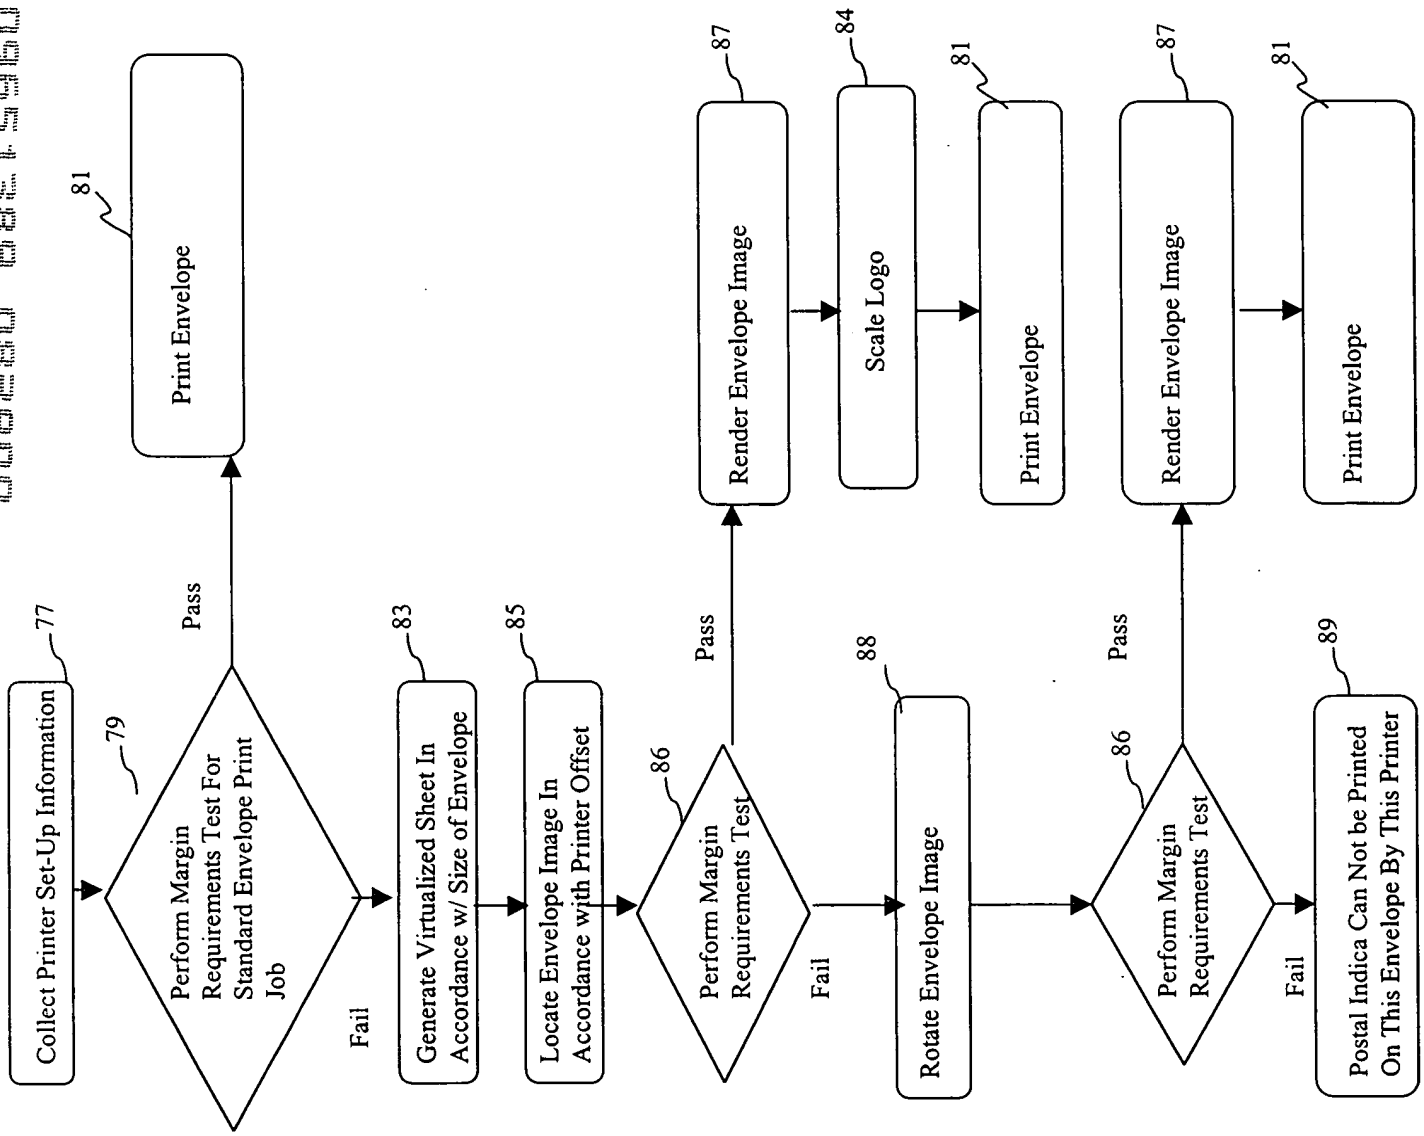 77
Collect Printer Set-Up Information
79
Perform Margin
Requirements Test For
Standard Envelope Print
Job
Pass
81
Print Envelope
Fail
83
Generate Virtualized Sheet In
Accordance w/ Size of Envelope
85
Locate Envelope Image In
Accordance with Printer Offset
86
Perform Margin
Requirements Test
Pass
87
Render Envelope Image
84
Scale Logo
81
Print Envelope
Fail
88
Rotate Envelope Image
86
Perform Margin
Requirements Test
Pass
87
Render Envelope Image
81
Print Envelope
Fail
89
Postal Indica Can Not be Printed
On This Envelope By This Printer